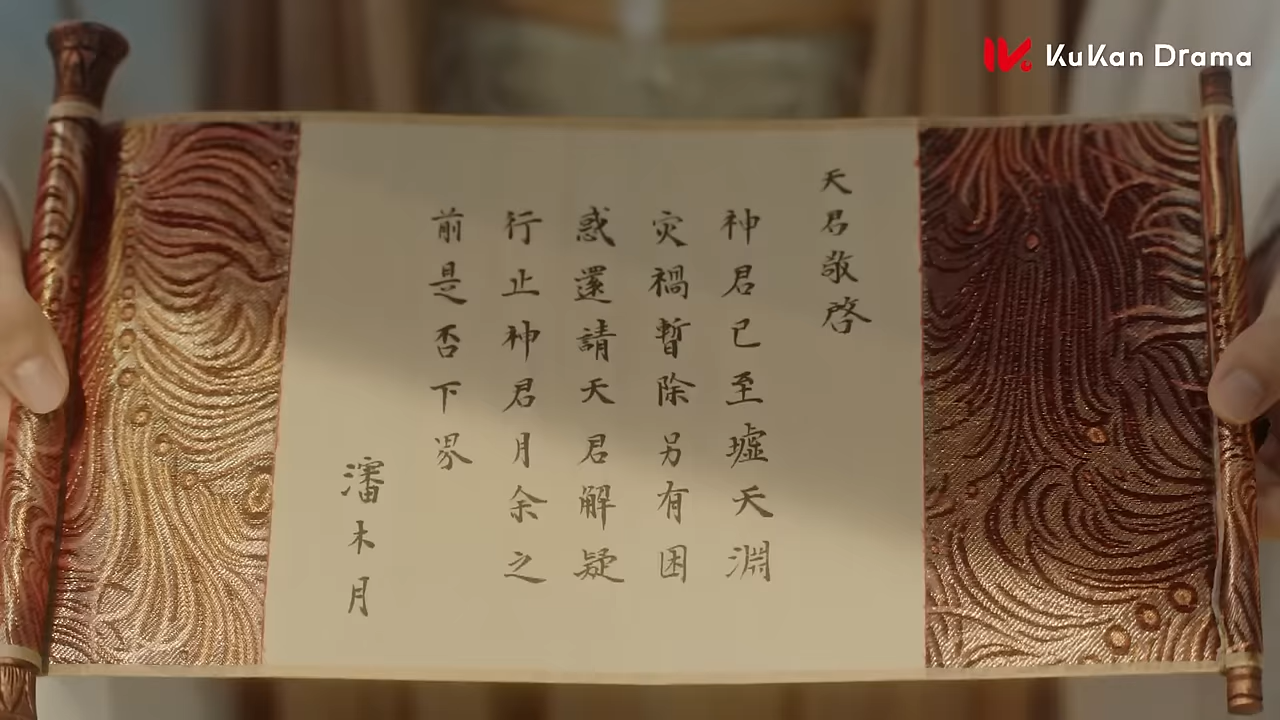 KuKan Drama
天君敬啓
神君已至墟天淵
灾禍暫除另有困
惑還請天君解疑
行止神君月余之
前是否下界
瀋木月